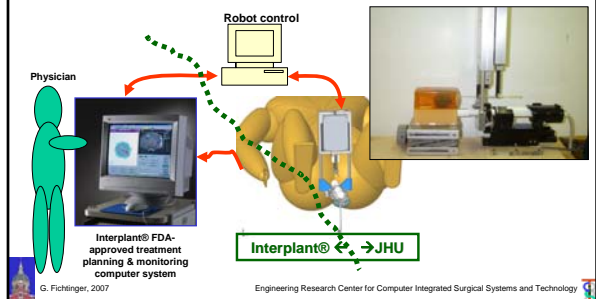 Robot control
Physician
Interplant® FDA-
approved treatment
planning & monitoring
computer system
Interplant® ←→JHU
G. Fichtinger, 2007
Engineering Research Center for Computer Integrated Surgical Systems and Technology